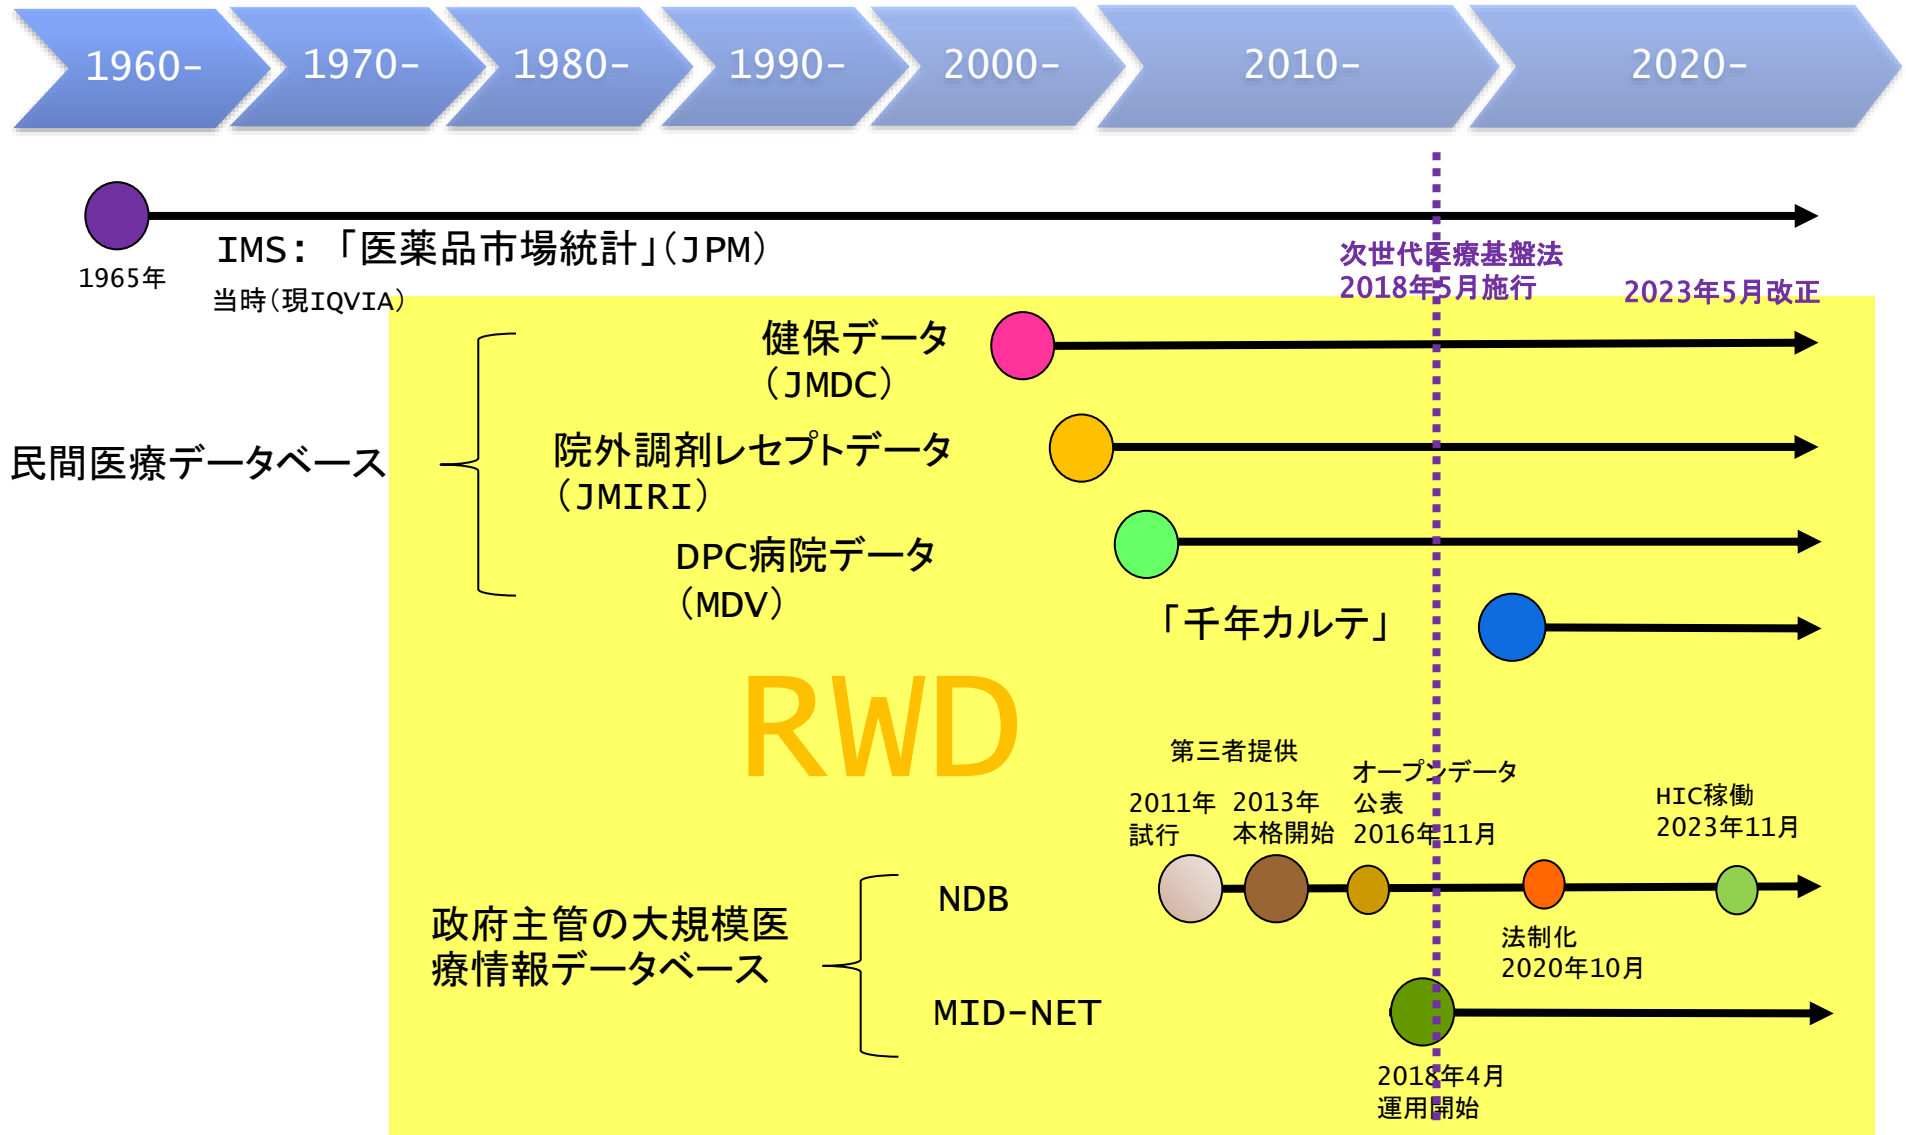 1960-
1970-
1980-
1990-
2000-
2010-
2020-
IMS:「医薬品市場統計」(JPM)
1965年
当時(現IQVIA)
次世代医療基盤法
2018年5月施行
2023年5月改正
健保データ
(JMDC)
民間医療データベース
院外調剤レセプトデータ
(JMIRI)
DPC病院データ
(MDV)
「千年カルテ」
RWD
第三者提供
2011年
試行
2013年
本格開始
オープンデータ
公表
2016年11月
HIC稼働
2023年11月
NDB
政府主管の大規模医
療情報データベース
法制化
2020年10月
MID-NET
2018年4月
運用開始